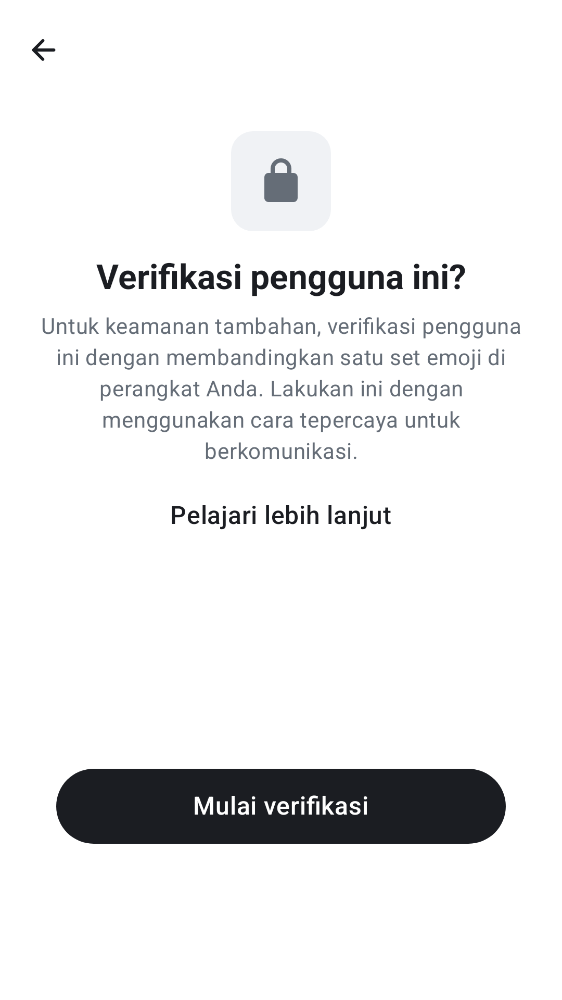 Verifikasi pengguna ini?
Untuk keamanan tambahan, verifikasi pengguna
ini dengan membandingkan satu set emoji di
perangkat Anda. Lakukan ini dengan
menggunakan cara tepercaya untuk
berkomunikasi.
Pelajari lebih lanjut
Mulai verifikasi